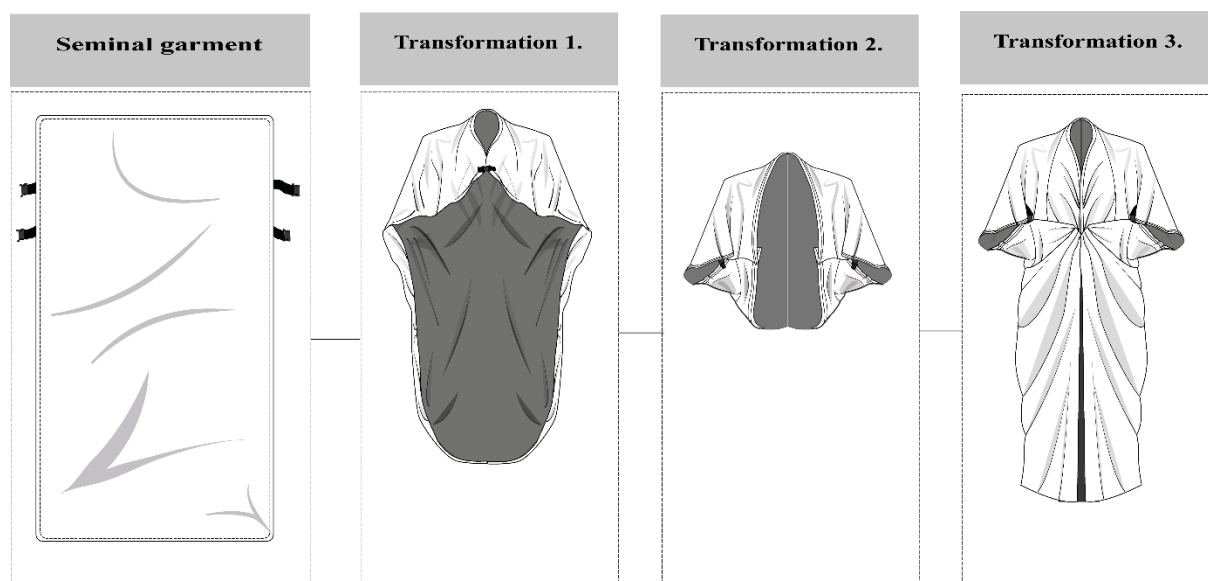 Seminal garment
Transformation 1.
Transformation 2.
Transformation 3.